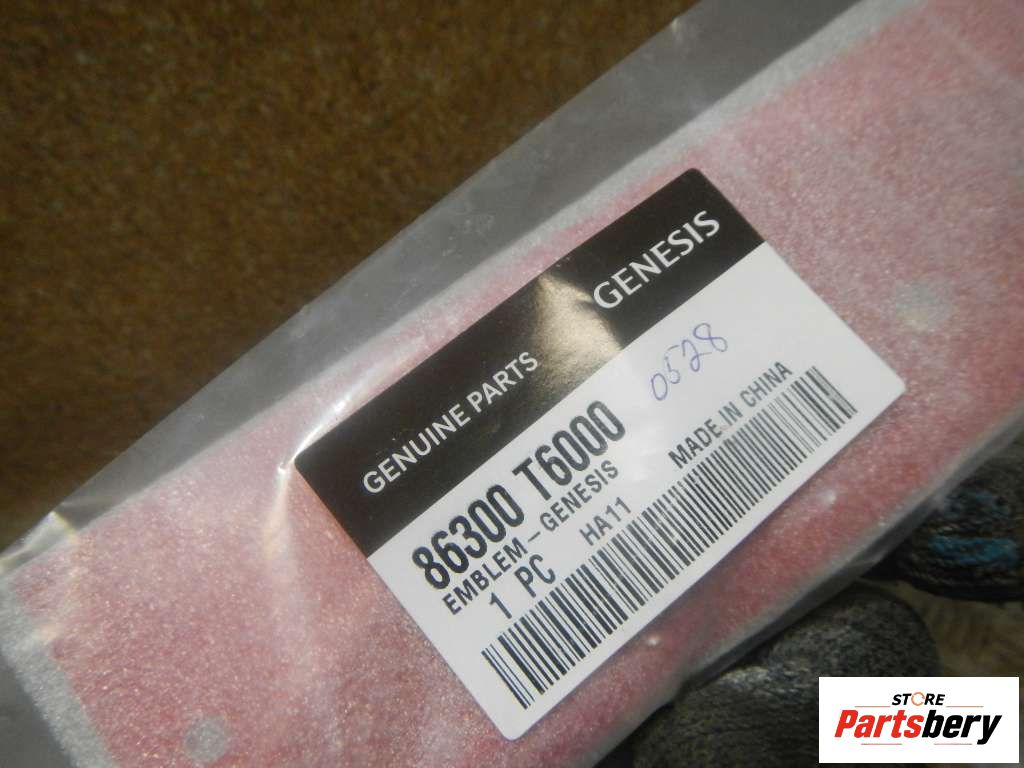 GENUINE PARTS GENESIS
86300 T6000 0528
EMBLEM-GENESIS
1 PC HA11 MADE IN CHINA
STORE
Partsbery